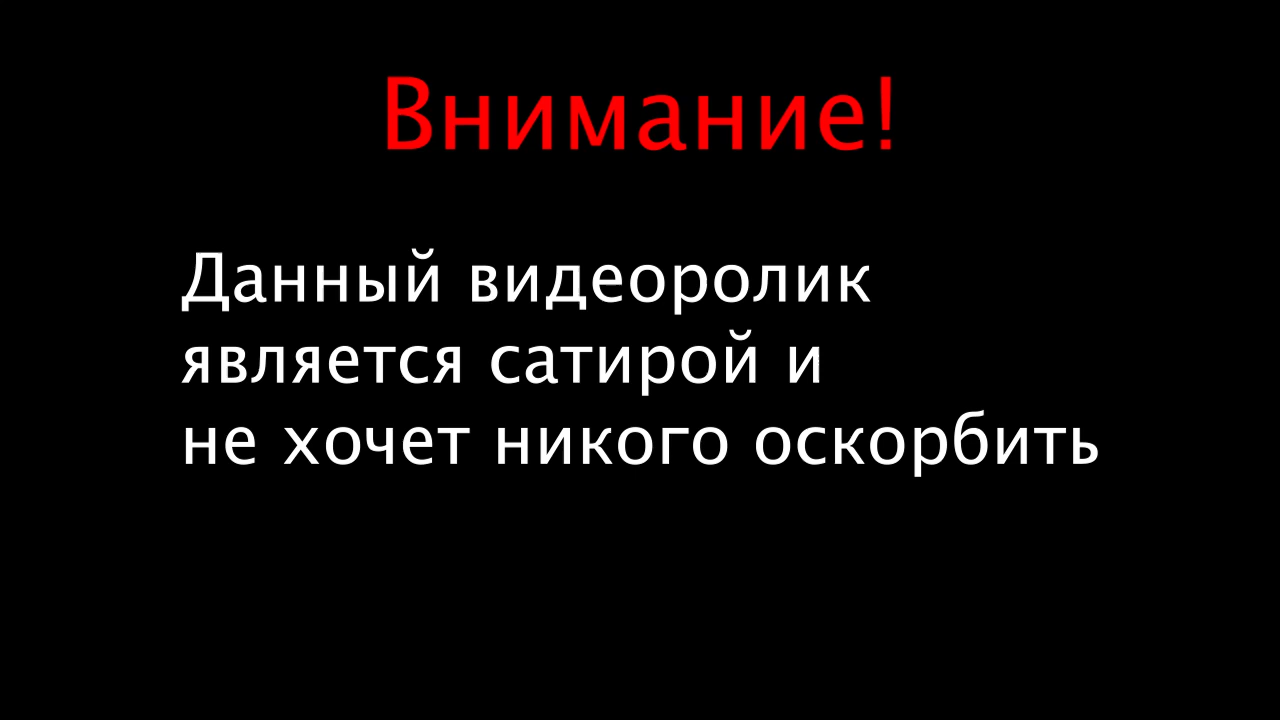 Внимание!
Данный видеоролик
является сатирой и
не хочет никого оскорбить